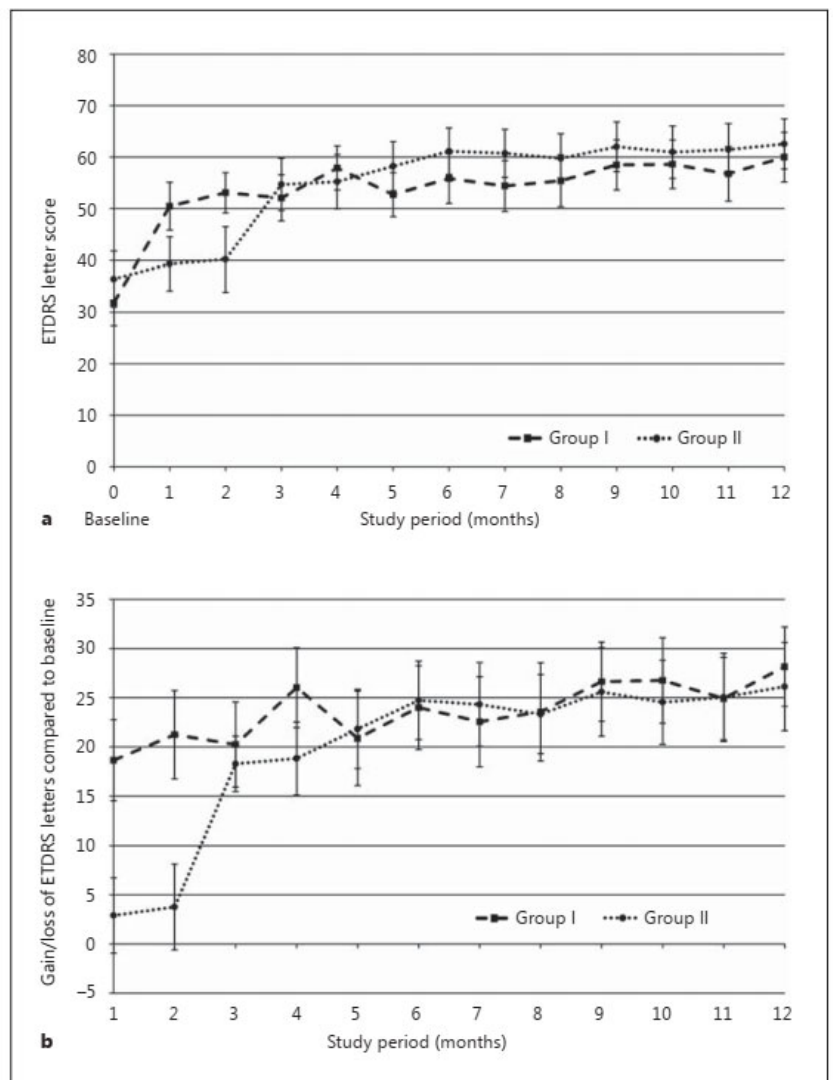 80
70
60
50
40
30
20
10
0
ETDRS letter score
Group I
Group II
0 1 2 3 4 5 6 7 8 9 10 11 12
a Baseline Study period (months)
35
30
25
20
15
10
5
0
–5
Gain/loss of ETDRS letters compared to baseline
Group I
Group II
1 2 3 4 5 6 7 8 9 10 11 12
b Study period (months)